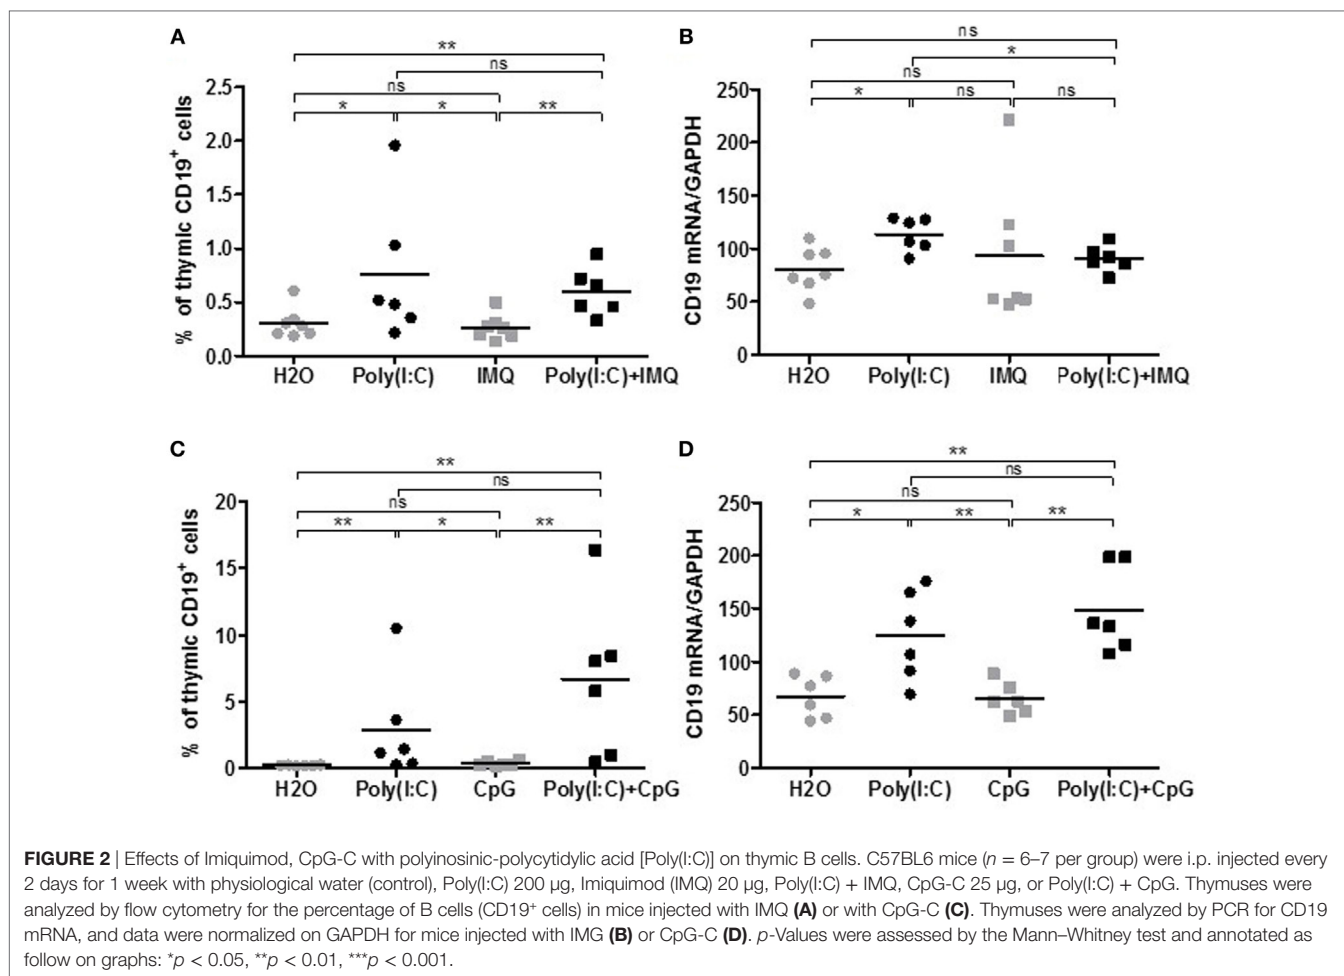 A
**
ns
ns
* * **
% of thymic CD19⁺ cells
2.5
2.0
1.5
1.0
0.5
0.0
H2O Poly(I:C) IMQ Poly(I:C)+IMQ
B
ns
*
ns
* ns ns
CD19 mRNA/GAPDH
250
200
150
100
50
0
H2O Poly(I:C) IMQ Poly(I:C)+IMQ
C
**
ns
ns
** * **
% of thymic CD19⁺ cells
20
15
10
5
0
H2O Poly(I:C) CpG Poly(I:C)+CpG
D
**
ns
ns
* ** **
CD19 mRNA/GAPDH
250
200
150
100
50
0
H2O Poly(I:C) CpG Poly(I:C)+CpG
FIGURE 2 | Effects of Imiquimod, CpG-C with polyinosinic-polycytidylic acid [Poly(I:C)] on thymic B cells. C57BL6 mice (n = 6–7 per group) were i.p. injected every
2 days for 1 week with physiological water (control), Poly(I:C) 200 µg, Imiquimod (IMQ) 20 µg, Poly(I:C) + IMQ, CpG-C 25 µg, or Poly(I:C) + CpG. Thymuses were
analyzed by flow cytometry for the percentage of B cells (CD19⁺ cells) in mice injected with IMQ (A) or with CpG-C (C). Thymuses were analyzed by PCR for CD19
mRNA, and data were normalized on GAPDH for mice injected with IMG (B) or CpG-C (D). p-Values were assessed by the Mann–Whitney test and annotated as
follow on graphs: *p < 0.05, **p < 0.01, ***p < 0.001.